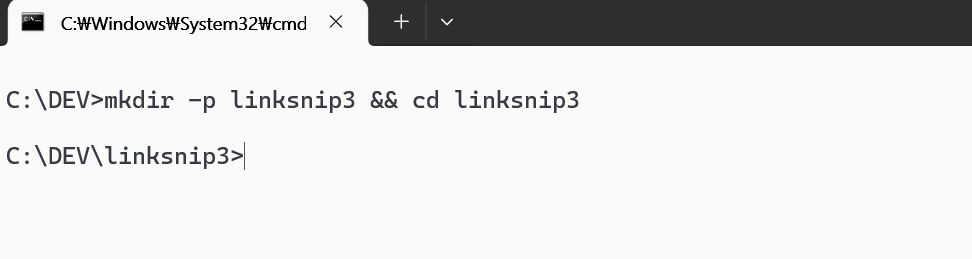 C:₩Windows₩System32₩cmd
C:\DEV>mkdir -p linksnip3 && cd linksnip3
C:\DEV\linksnip3>